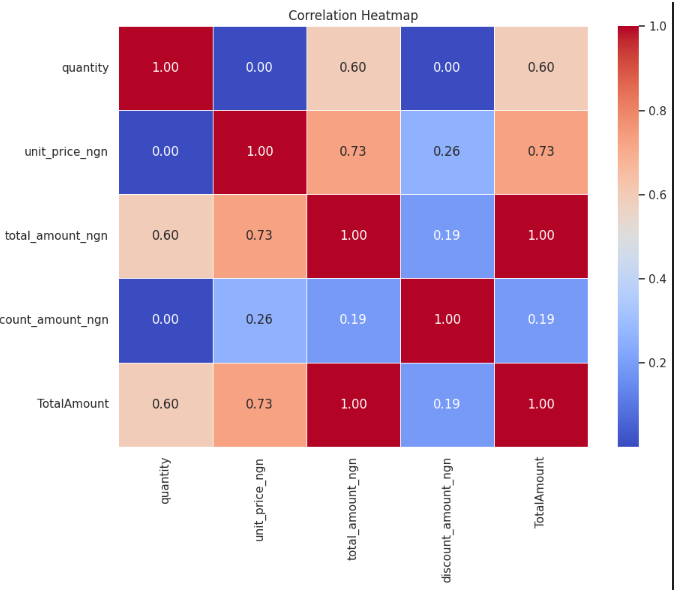 Correlation Heatmap
quantity 1.00 0.00 0.60 0.00 0.60
unit_price_ngn 0.00 1.00 0.73 0.26 0.73
total_amount_ngn 0.60 0.73 1.00 0.19 1.00
count_amount_ngn 0.00 0.26 0.19 1.00 0.19
TotalAmount 0.60 0.73 1.00 0.19 1.00
quantity
unit_price_ngn
total_amount_ngn
discount_amount_ngn
TotalAmount
1.0
0.8
0.6
0.4
0.2